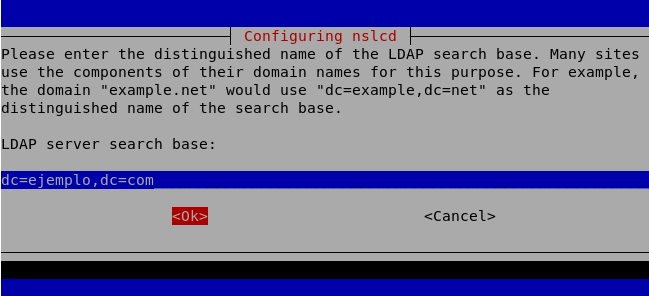 Configuring nslcd
Please enter the distinguished name of the LDAP search base. Many sites
use the components of their domain names for this purpose. For example,
the domain "example.net" would use "dc=example,dc=net" as the
distinguished name of the search base.
LDAP server search base:
dc=ejemplo,dc=com
<Ok> <Cancel>